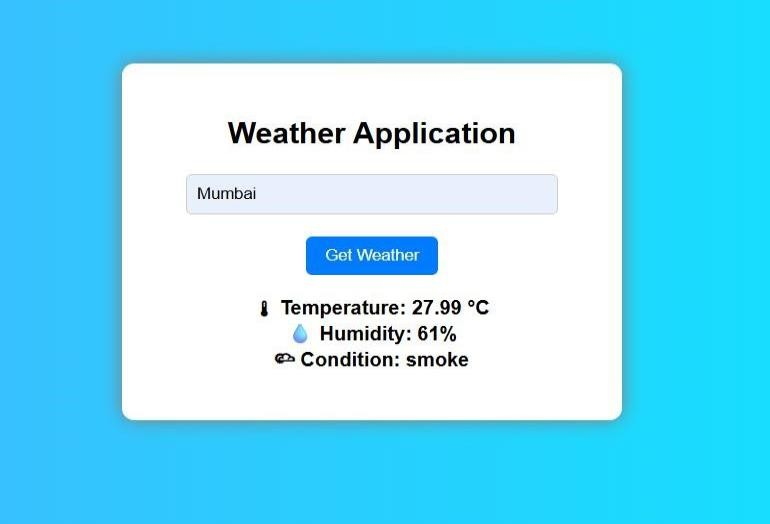 Weather Application
Mumbai
Get Weather
🌡 Temperature: 27.99 °C
💧 Humidity: 61%
🌤 Condition: smoke